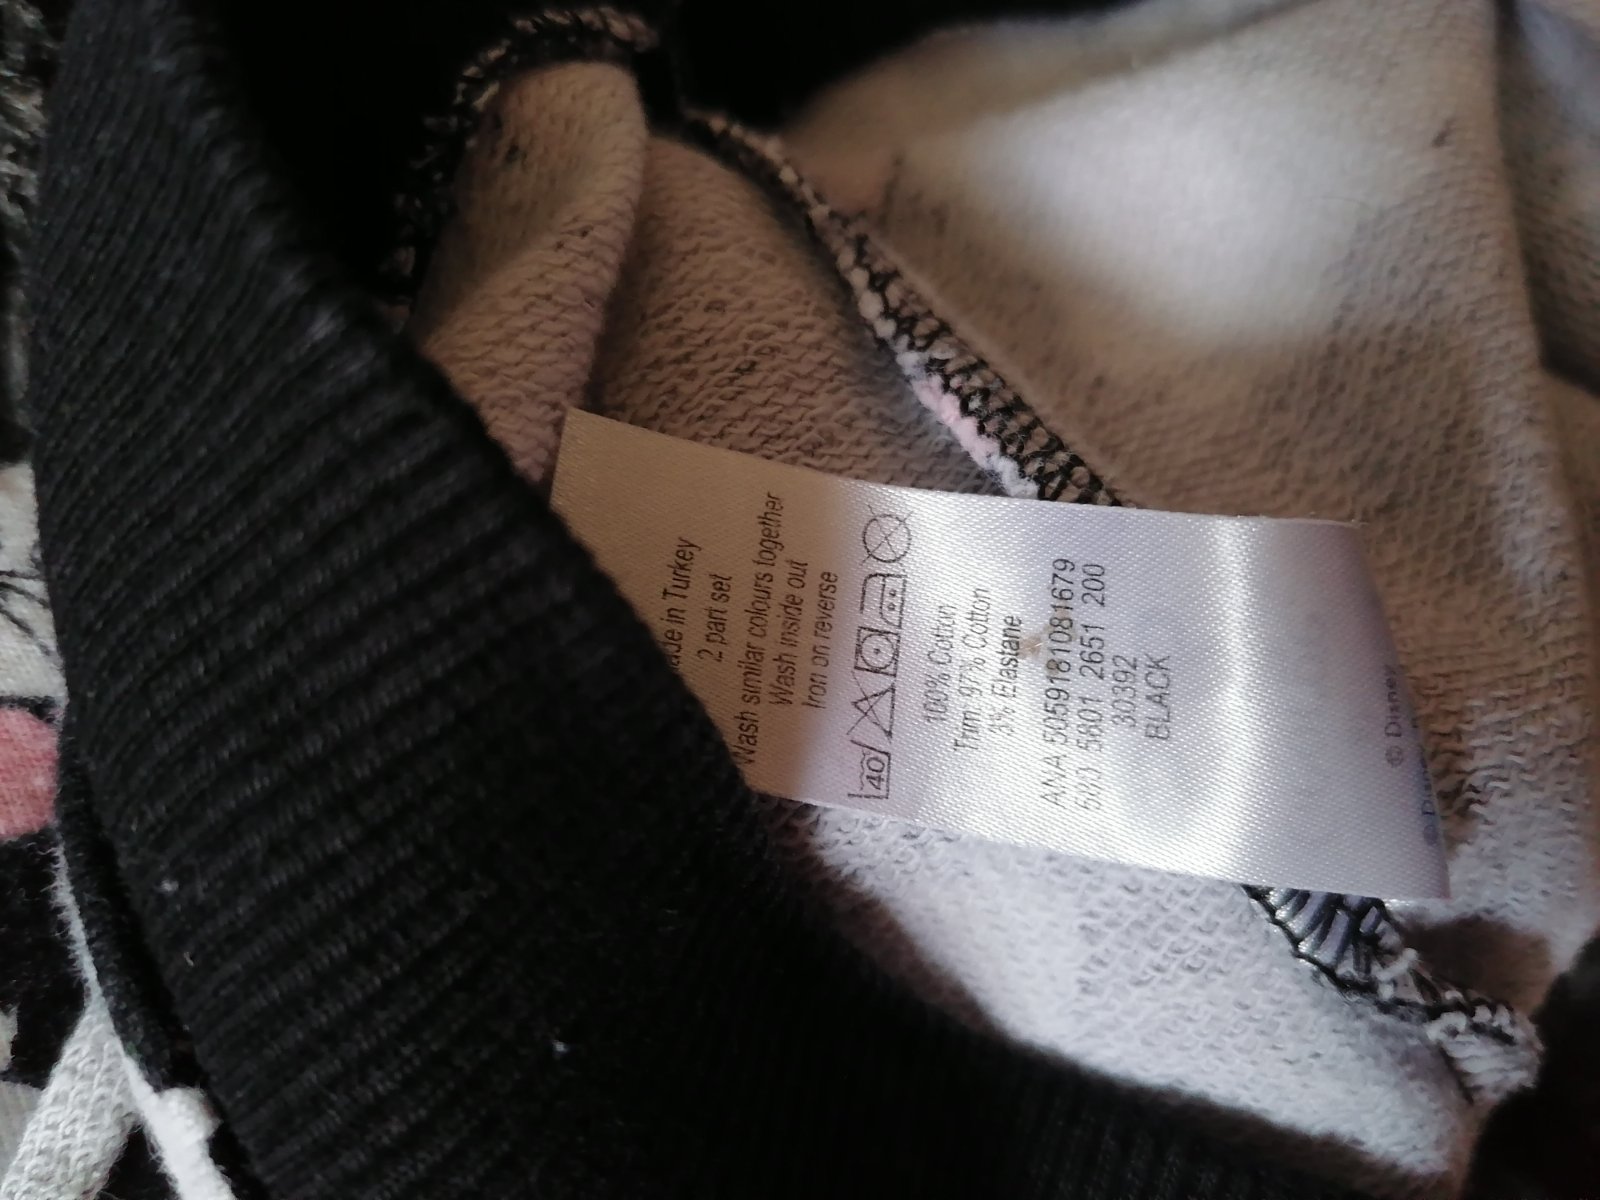 in Turkey
2 part set
Wash similar colours together
Wash inside out
Iron on reverse
40
100% Cotton
Trim 97% Cotton
3% Elastane
ANA 5059181081679
5801 2651 200
30392
BLACK
© Disney
©